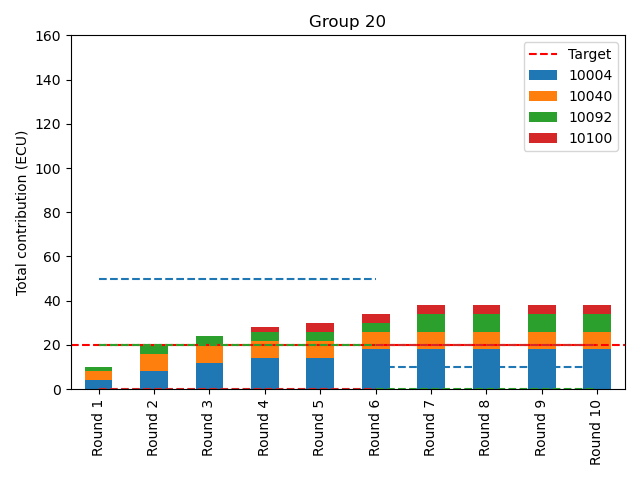 Group 20
Total contribution (ECU)
160
140
120
100
80
60
40
20
0
Target
10004
10040
10092
10100
Round 1
Round 2
Round 3
Round 4
Round 5
Round 6
Round 7
Round 8
Round 9
Round 10